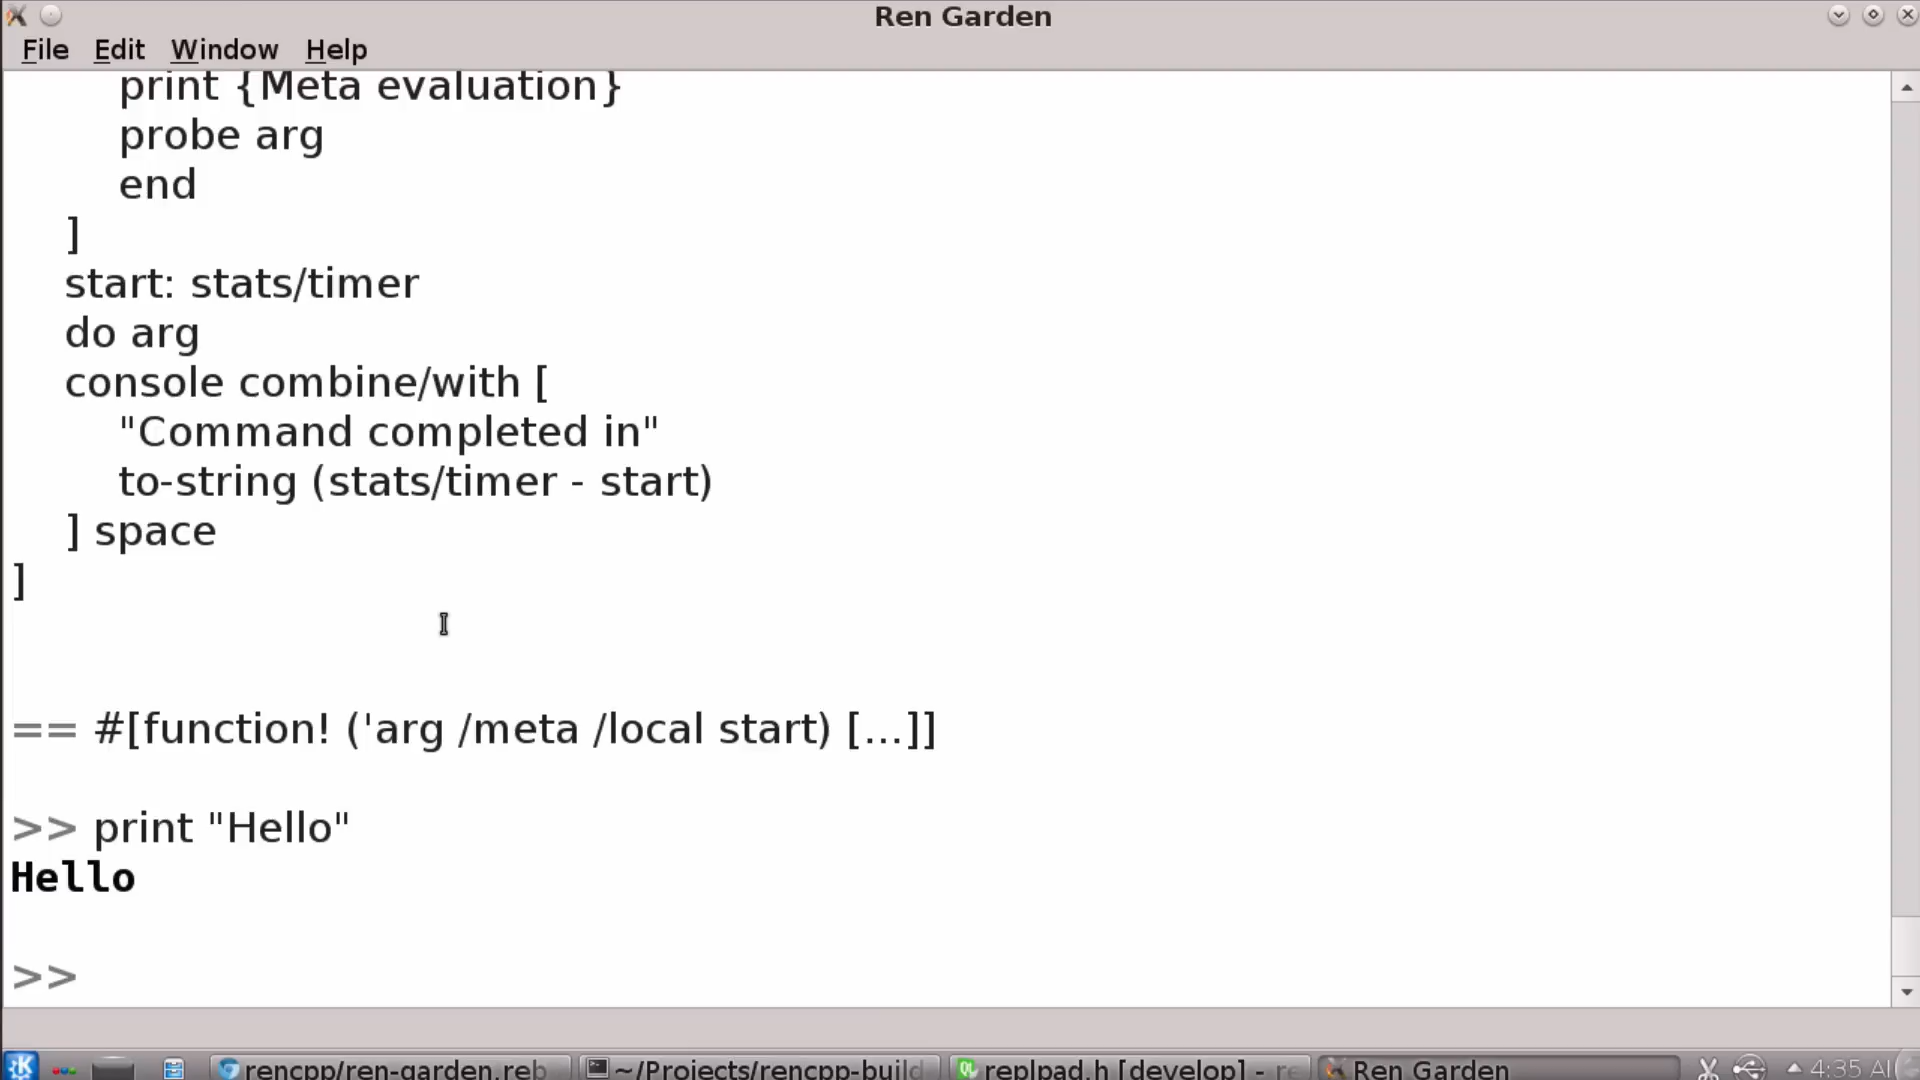 Ren Garden
File Edit Window Help
print {Meta evaluation}
probe arg
end
]
start: stats/timer
do arg
console combine/with [
"Command completed in"
to-string (stats/timer - start)
] space
]
== #[function! ('arg /meta /local start) [...]]
>> print "Hello"
Hello
>>
rencpp/ren-garden.reb ~/Projects/rencpp-build replpad.h [develop] - re Ren Garden 4:35 A